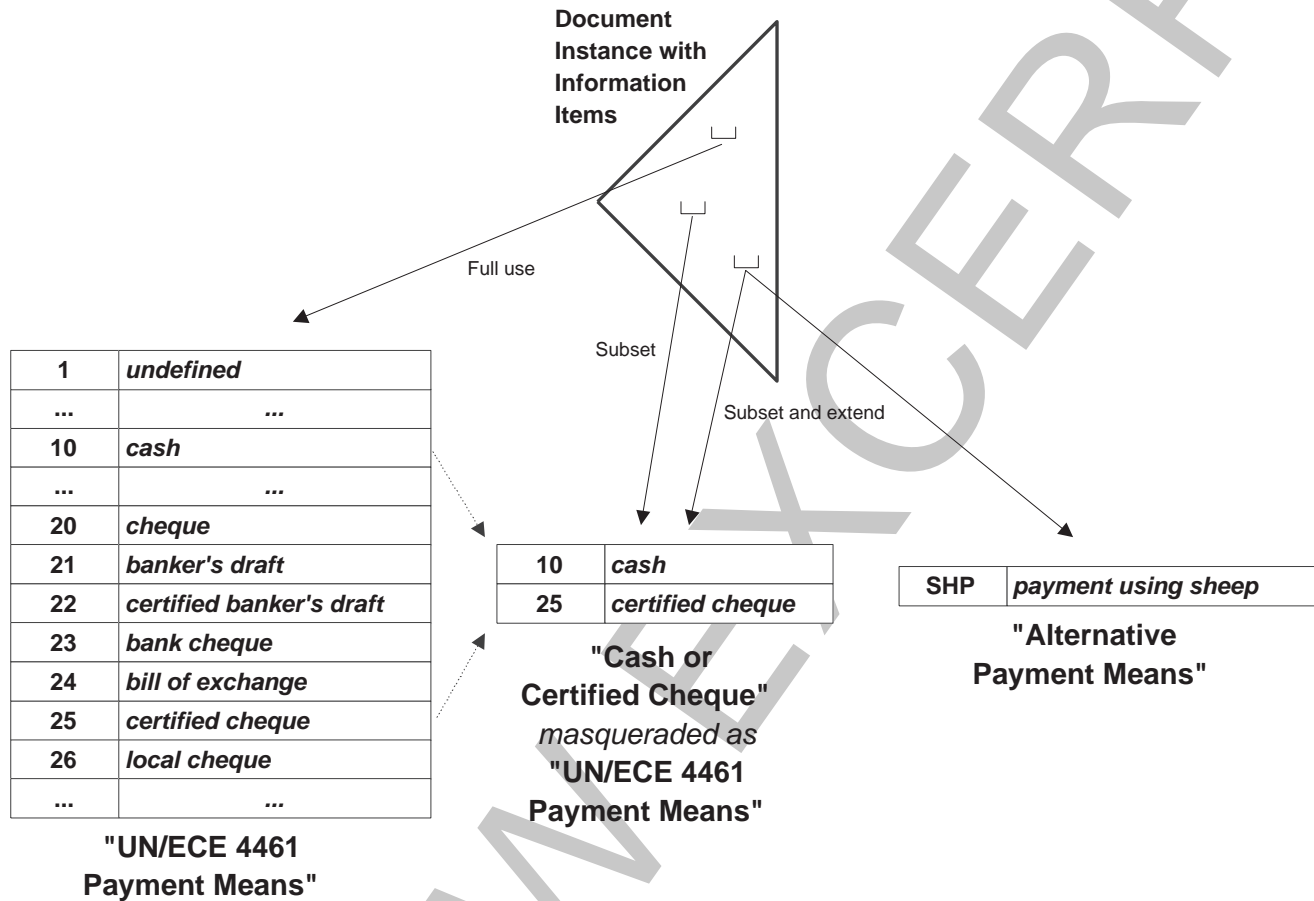 Document
Instance with
Information
Items
Full use
Subset
Subset and extend
1 undefined
... ...
10 cash
... ...
20 cheque
21 banker's draft
22 certified banker's draft
23 bank cheque
24 bill of exchange
25 certified cheque
26 local cheque
... ...
"UN/ECE 4461
Payment Means"
10 cash
25 certified cheque
"Cash or
Certified Cheque"
masqueraded as
"UN/ECE 4461
Payment Means"
SHP payment using sheep
"Alternative
Payment Means"
W EXCER